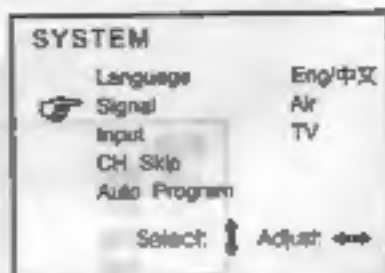 SYSTEM
Language Eng/中文
Signal Air
Input TV
CH Skip
Auto Program
Select: Adjust: